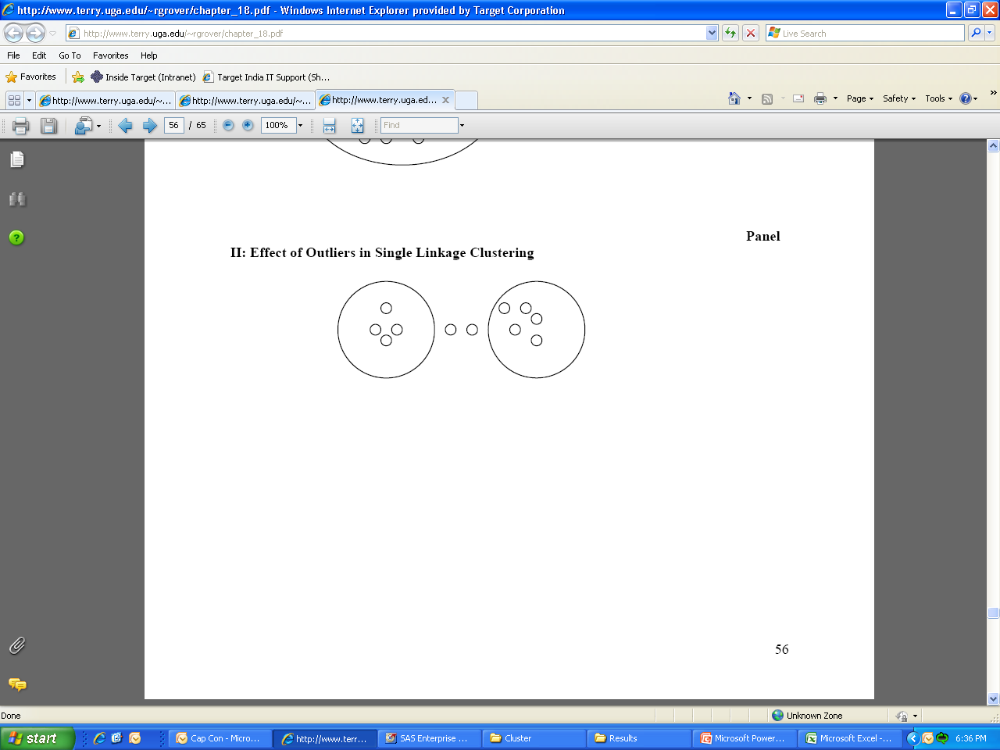 http://www.terry.uga.edu/~rgrover/chapter_18.pdf - Windows Internet Explorer provided by Target Corporation
http://www.terry.uga.edu/~rgrover/chapter_18.pdf
Live Search
File Edit Go To Favorites Help
Favorites Inside Target (Intranet) Target India IT Support (Sh...
http://www.terry.uga.edu/~... http://www.terry.uga.edu/~... http://www.terry.uga.ed... Page Safety Tools »
56 / 65 100% Find
Panel
II: Effect of Outliers in Single Linkage Clustering
56
Done Unknown Zone
start Cap Con - Micro... http://www.terr... SAS Enterprise ... Cluster Results Microsoft Power... Microsoft Excel -... 6:36 PM